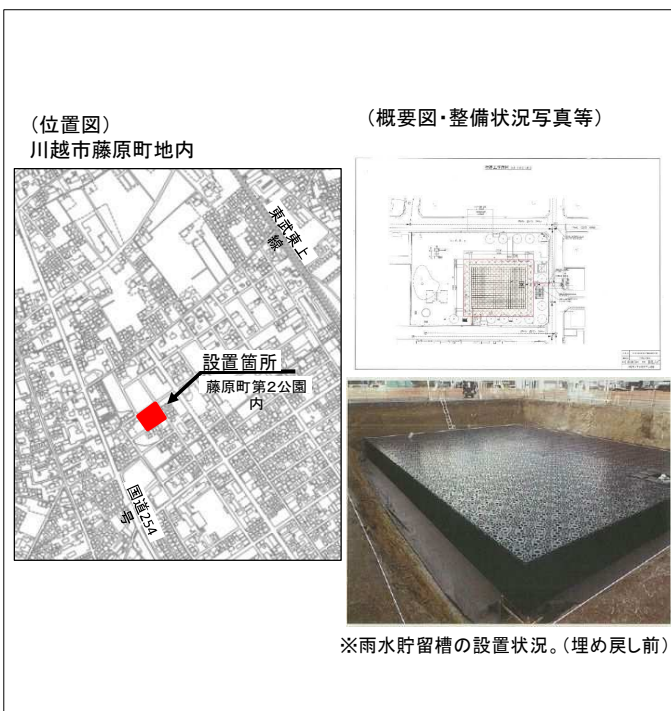 (位置図)
川越市藤原町地内
東武東上
線
設置箇所
藤原町第2公園
内
国道254
号
(概要図・整備状況写真等)
※雨水貯留槽の設置状況。(埋め戻し前)